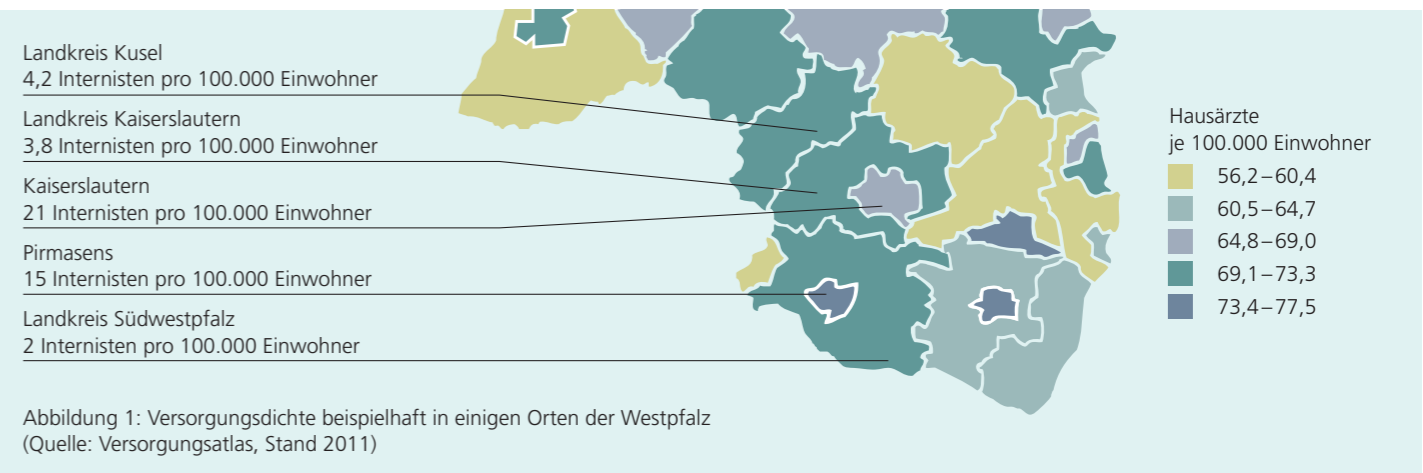 Landkreis Kusel
4,2 Internisten pro 100.000 Einwohner
Landkreis Kaiserslautern
3,8 Internisten pro 100.000 Einwohner
Kaiserslautern
21 Internisten pro 100.000 Einwohner
Pirmasens
15 Internisten pro 100.000 Einwohner
Landkreis Südwestpfalz
2 Internisten pro 100.000 Einwohner
Hausärzte
je 100.000 Einwohner
56,2–60,4
60,5–64,7
64,8–69,0
69,1–73,3
73,4–77,5
Abbildung 1: Versorgungsdichte beispielhaft in einigen Orten der Westpfalz
(Quelle: Versorgungsatlas, Stand 2011)